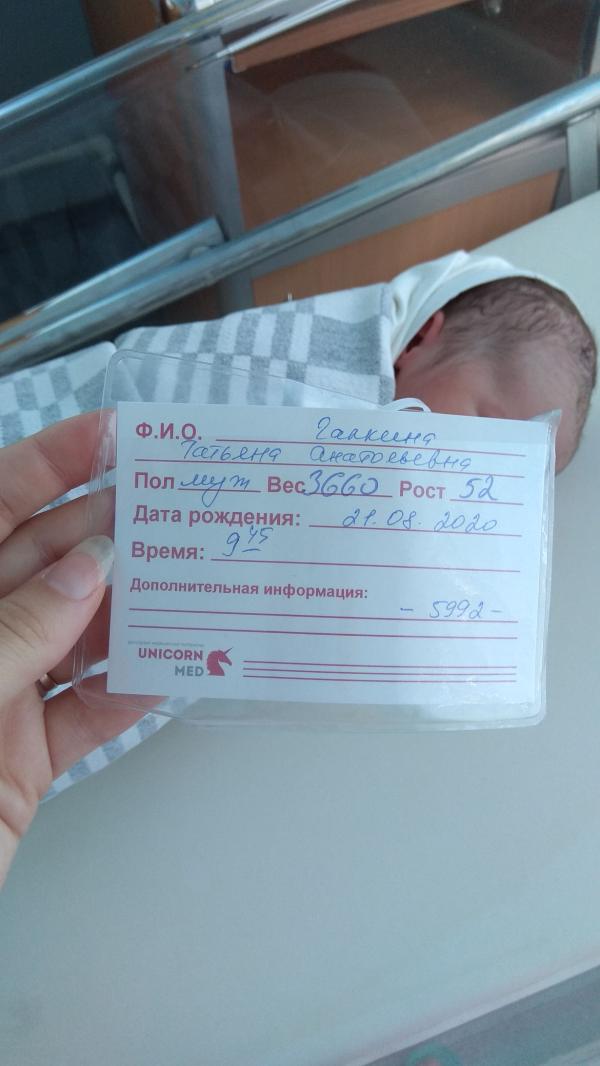 Ф.И.О. Галкина
Татьяна Анатольевна
Пол муж Вес 3660 Рост 52
Дата рождения: 21.08.2020
Время: 9 45
Дополнительная информация:
- 5992 -
UNICORN
MED